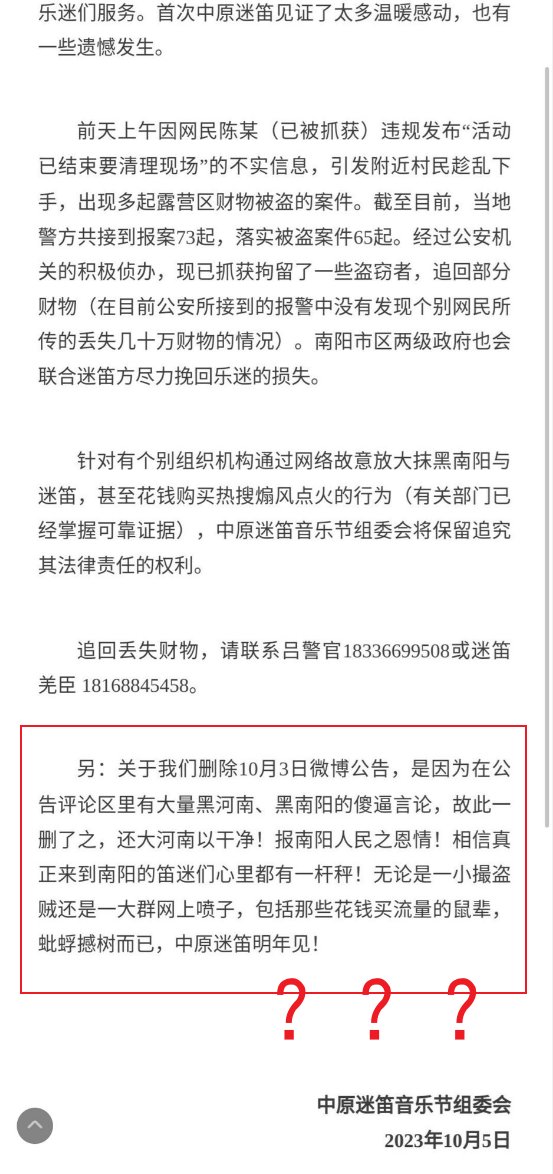 乐迷们服务。首次中原迷笛见证了太多温暖感动，也有
一些遗憾发生。
前天上午因网民陈某（已被抓获）违规发布“活动
已结束要清理现场”的不实信息，引发附近村民趁乱下
手，出现多起露营区财物被盗的案件。截至目前，当地
警方共接到报案73起，落实被盗案件65起。经过公安机
关的积极侦办，现已抓获拘留了一些盗窃者，追回部分
财物（在目前公安所接到的报警中没有发现个别网民所
传的丢失几十万财物的情况）。南阳市区两级政府也会
联合迷笛方尽力挽回乐迷的损失。
针对有个别组织机构通过网络故意放大抹黑南阳与
迷笛，甚至花钱购买热搜煽风点火的行为（有关部门已
经掌握可靠证据），中原迷笛音乐节组委会将保留追究
其法律责任的权利。
追回丢失财物，请联系吕警官18336699508或迷笛
羌臣 18168845458。
另：关于我们删除10月3日微博公告，是因为在公
告评论区里有大量黑河南、黑南阳的傻逼言论，故此一
删了之，还大河南以干净！报南阳人民之恩情！相信真
正来到南阳的笛迷们心里都有一杆秤！无论是一小撮盗
贼还是一大群网上喷子，包括那些花钱买流量的鼠辈，
蚍蜉撼树而已，中原迷笛明年见！
？ ？ ？
中原迷笛音乐节组委会
2023年10月5日